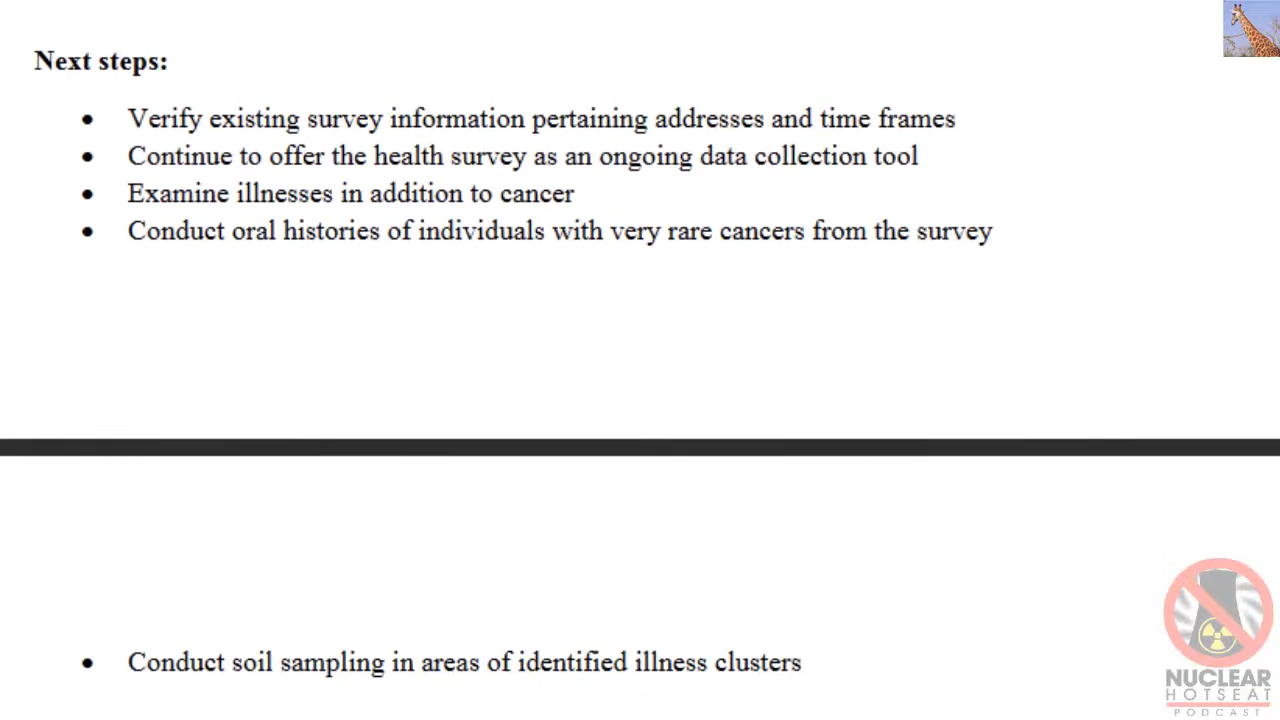 Next steps:
• Verify existing survey information pertaining addresses and time frames
• Continue to offer the health survey as an ongoing data collection tool
• Examine illnesses in addition to cancer
• Conduct oral histories of individuals with very rare cancers from the survey
• Conduct soil sampling in areas of identified illness clusters
NUCLEAR
HOTSEAT
PODCAST